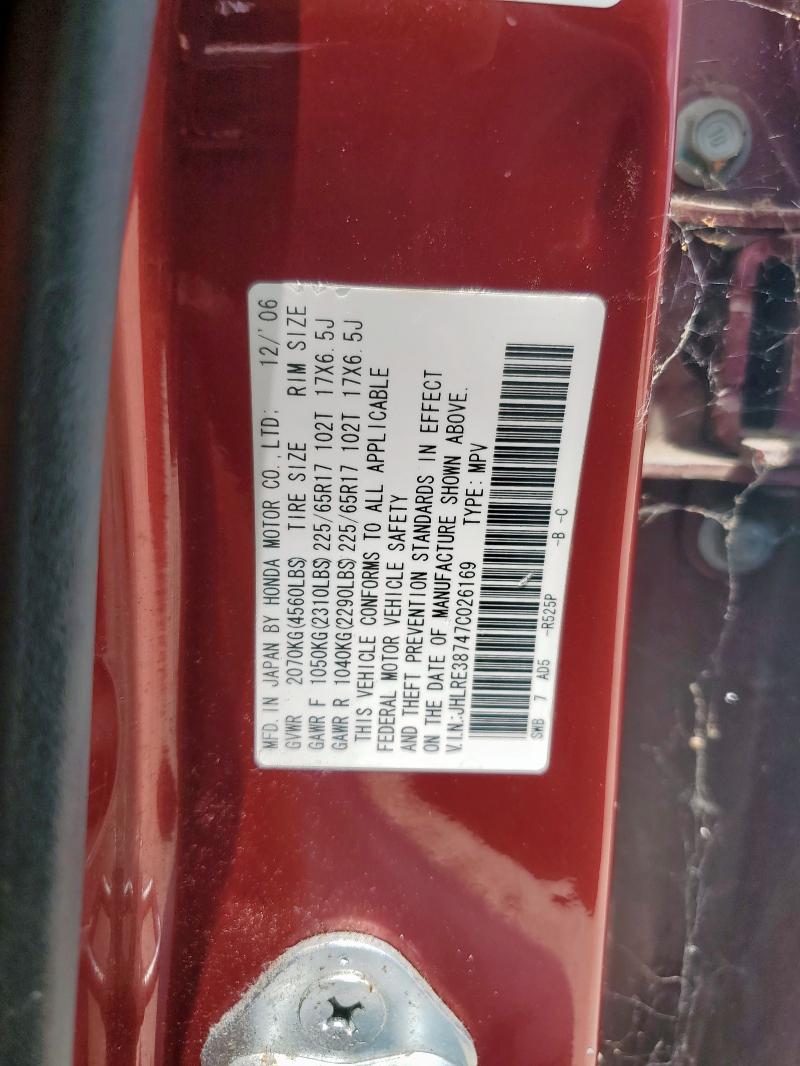 MFD. IN JAPAN BY HONDA MOTOR CO., LTD: 12/'06
GVWR 2070KG(4560LBS) TIRE SIZE RIM SIZE
GAWR F 1050KG(2310LBS) 225/65R17 102T 17X6.5J
GAWR R 1040KG(2290LBS) 225/65R17 102T 17X6.5J
THIS VEHICLE CONFORMS TO ALL APPLICABLE
FEDERAL MOTOR VEHICLE SAFETY
AND THEFT PREVENTION STANDARDS IN EFFECT
ON THE DATE OF MANUFACTURE SHOWN ABOVE.
V.I.N.:JHLRE38747C026169 TYPE: MPV
SWB 7 AD5 -R525P -B -C